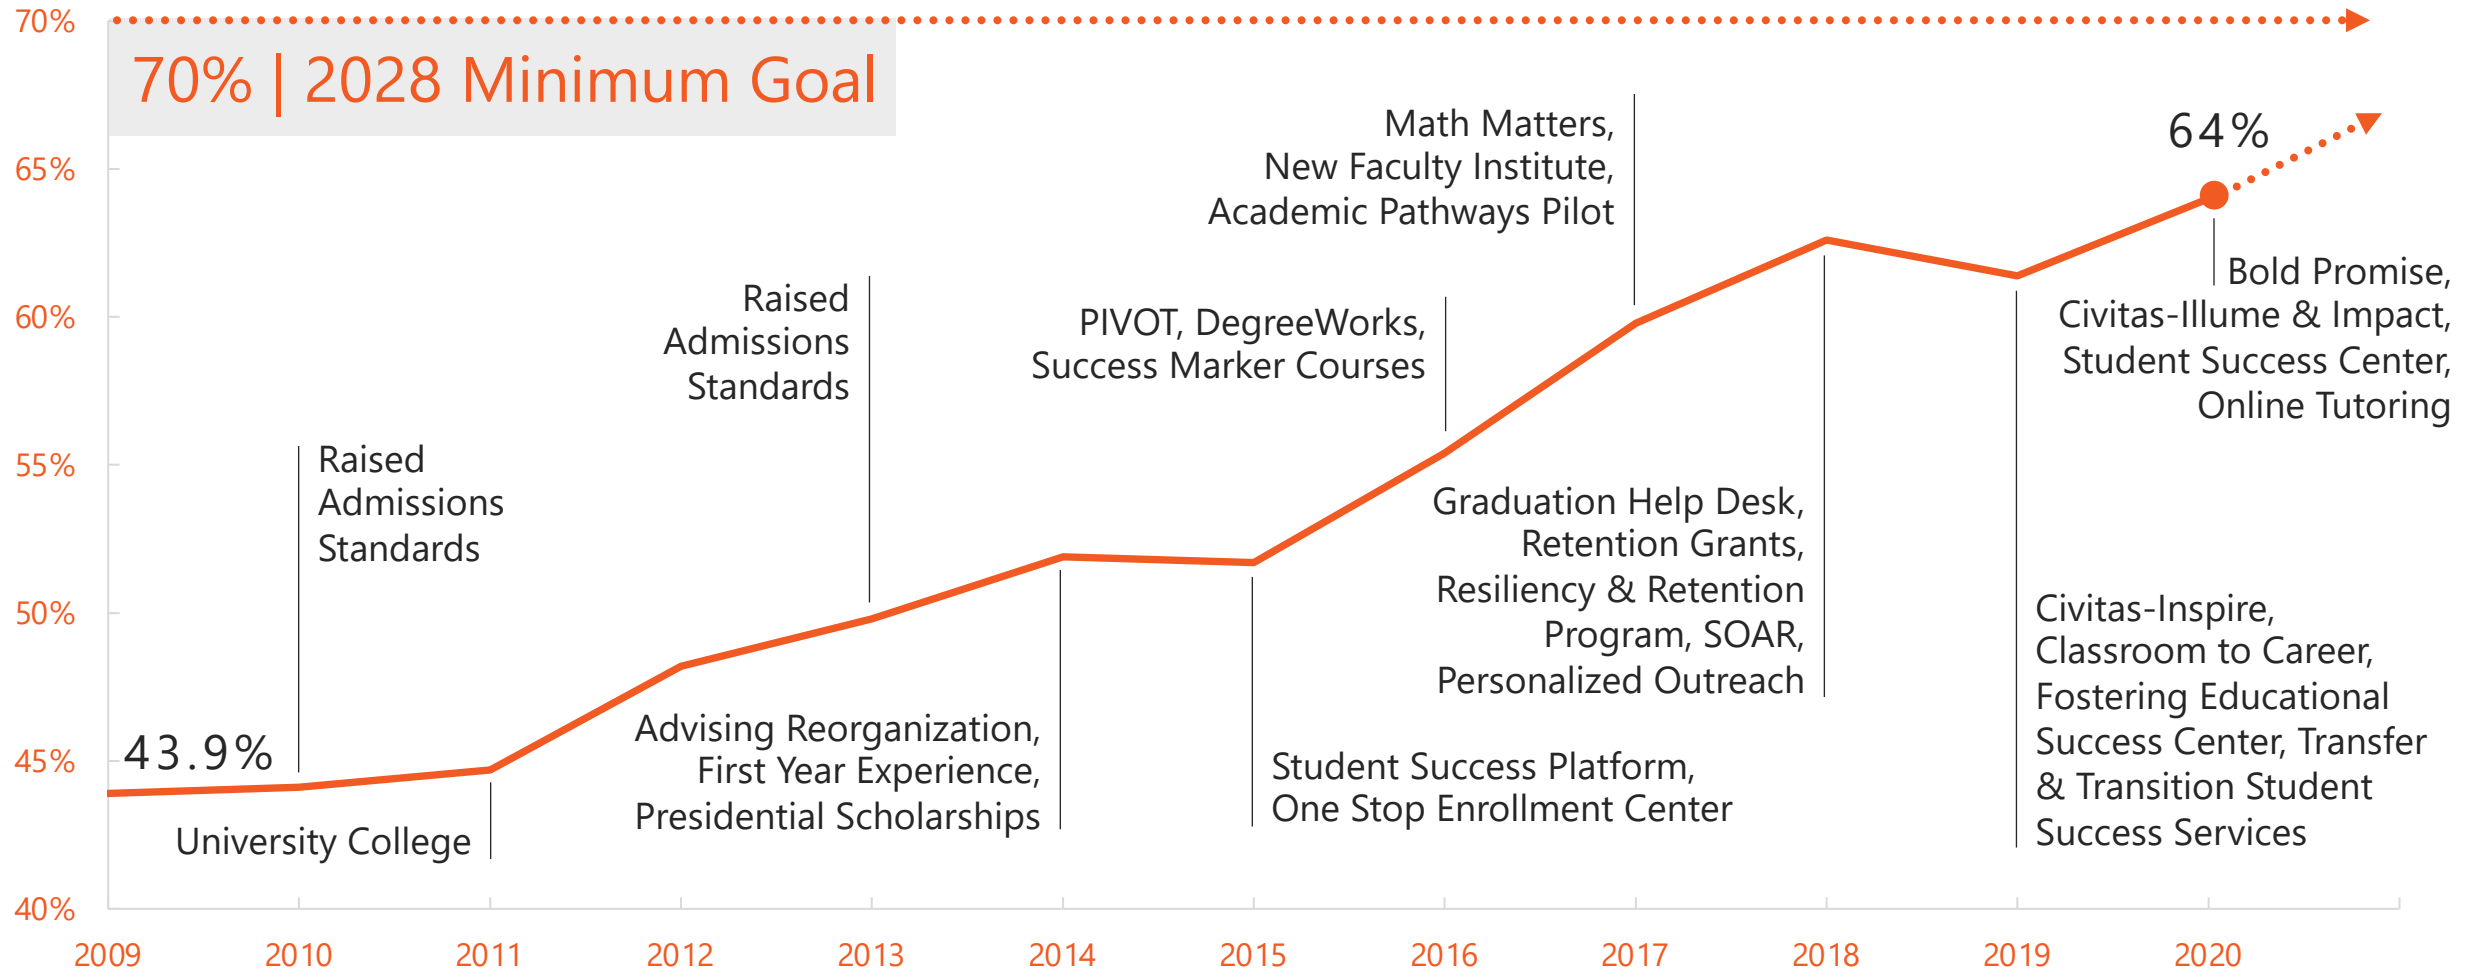 70%
70% | 2028 Minimum Goal
65%
60%
55%
50%
45%
40%
43.9%
Raised
Admissions
Standards
University College
Raised
Admissions
Standards
Advising Reorganization,
First Year Experience,
Presidential Scholarships
Student Success Platform,
One Stop Enrollment Center
PIVOT, DegreeWorks,
Success Marker Courses
Math Matters,
New Faculty Institute,
Academic Pathways Pilot
Graduation Help Desk,
Retention Grants,
Resiliency & Retention
Program, SOAR,
Personalized Outreach
Civitas-Inspire,
Classroom to Career,
Fostering Educational
Success Center, Transfer
& Transition Student
Success Services
64%
Bold Promise,
Civitas-Illume & Impact,
Student Success Center,
Online Tutoring
2009 2010 2011 2012 2013 2014 2015 2016 2017 2018 2019 2020